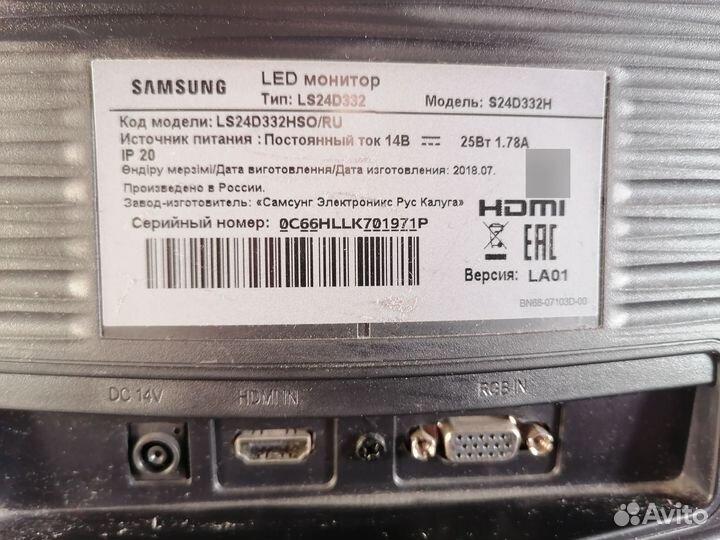 SAMSUNG LED монитор
Тип: LS24D332 Модель: S24D332H
Код модели: LS24D332HSO/RU
Источник питания : Постоянный ток 14В 25Вт 1.78А
IP 20
Өндіру мерзімі/Дата виготовлення/Дата изготовления: 2018.07.
Произведено в России.
Завод-изготовитель: «Самсунг Электроникс Рус Калуга»
HDMI
Серийный номер: 0C66HLLK701971P
EAC
Версия: LA01
BN68-07103D-00
DC 14V HDMI IN RGB IN
Avito